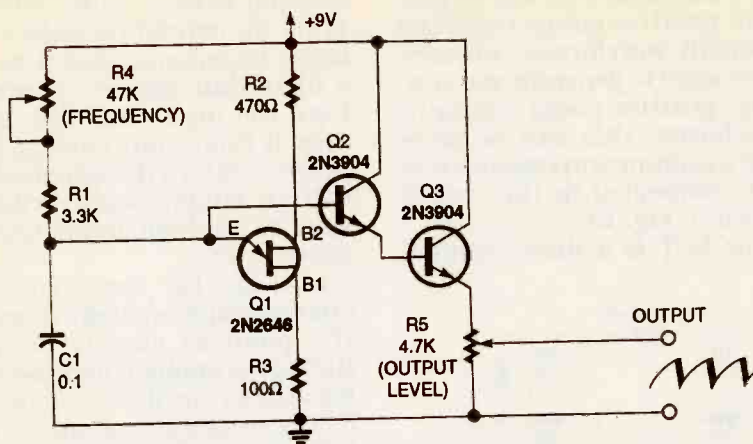 +9V
R4
47K
(FREQUENCY)
R2
470Ω
Q2
2N3904
Q3
2N3904
R1
3.3K
E
B2
B1
Q1
2N2646
C1
0.1
R3
100Ω
R5
4.7K
(OUTPUT
LEVEL)
OUTPUT